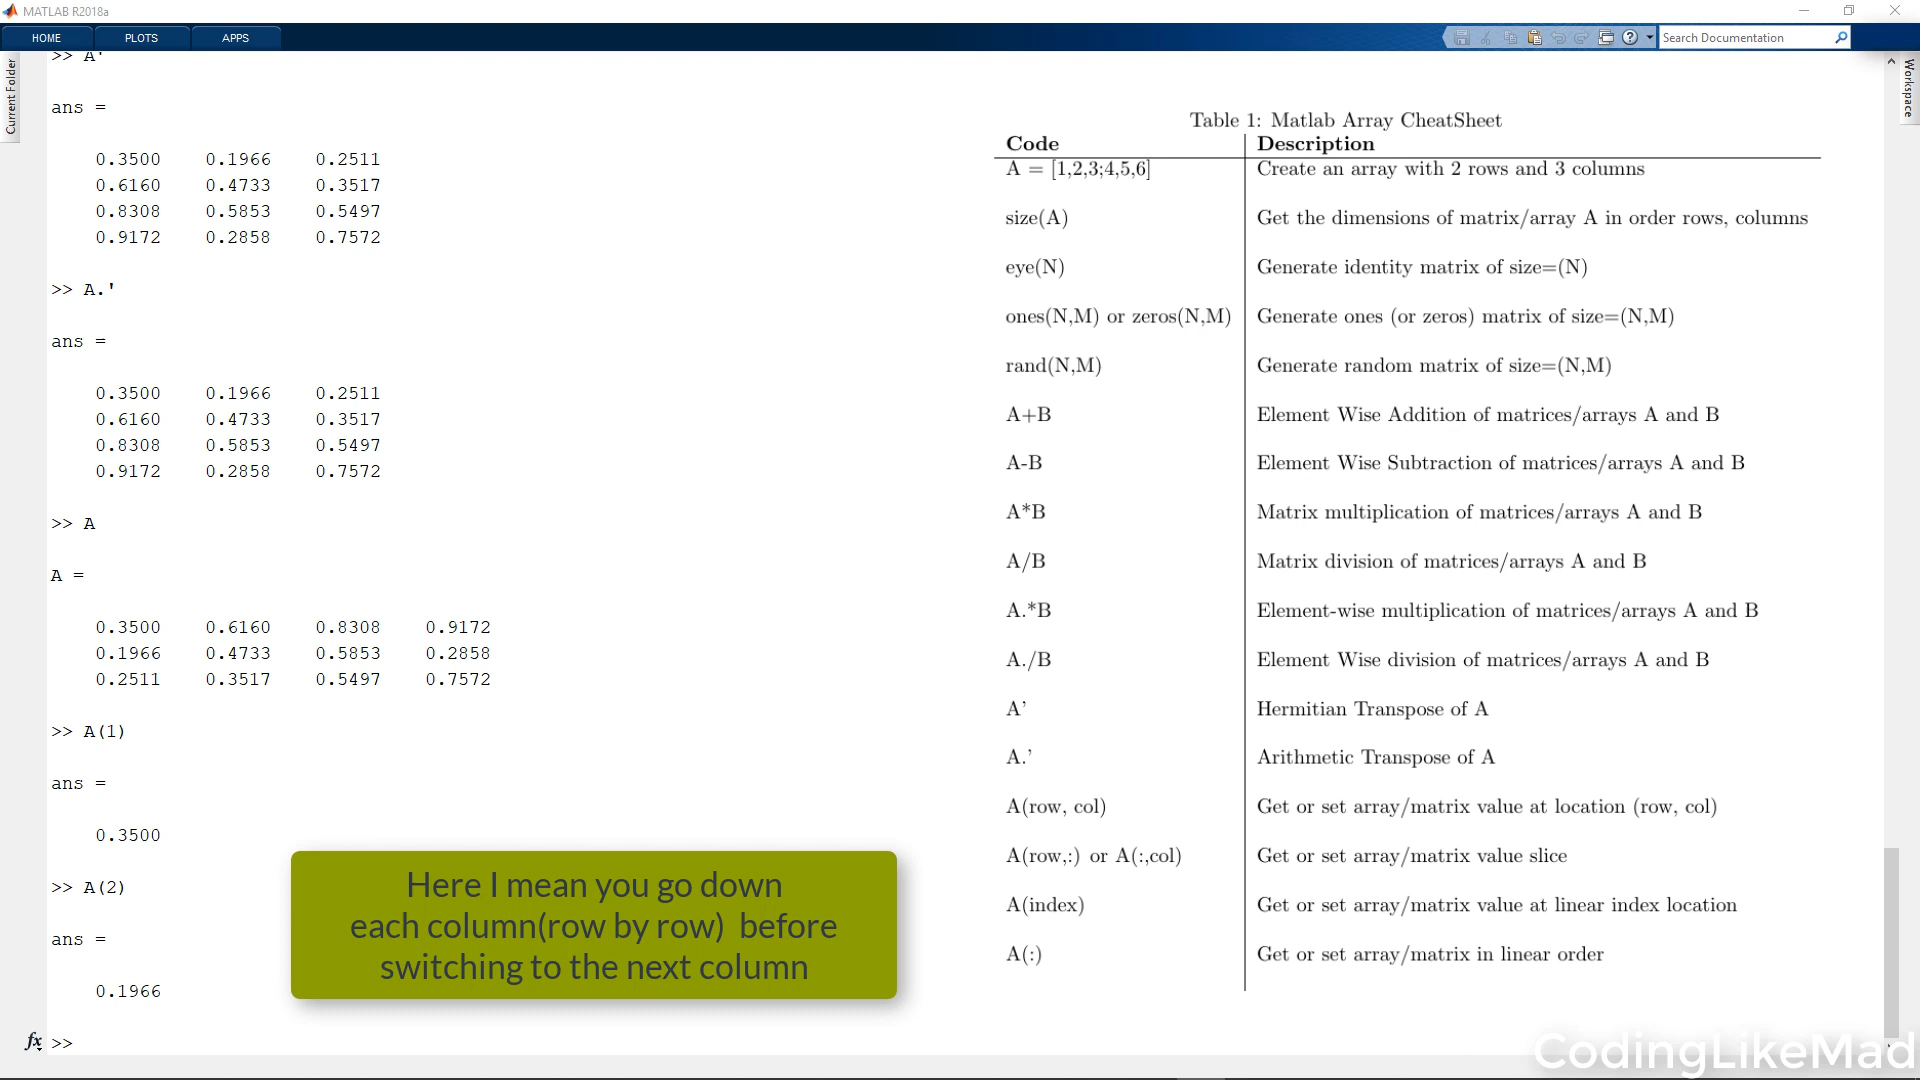 MATLAB R2018a
HOME PLOTS APPS
Search Documentation
Current Folder
Workspace
>> A'
ans =
0.3500 0.1966 0.2511
0.6160 0.4733 0.3517
0.8308 0.5853 0.5497
0.9172 0.2858 0.7572
>> A.'
ans =
0.3500 0.1966 0.2511
0.6160 0.4733 0.3517
0.8308 0.5853 0.5497
0.9172 0.2858 0.7572
>> A
A =
0.3500 0.6160 0.8308 0.9172
0.1966 0.4733 0.5853 0.2858
0.2511 0.3517 0.5497 0.7572
>> A(1)
ans =
0.3500
>> A(2)
ans =
0.1966
fx >>
Here I mean you go down
each column(row by row) before
switching to the next column
Table 1: Matlab Array CheatSheet
Code Description
A = [1,2,3;4,5,6] Create an array with 2 rows and 3 columns
size(A) Get the dimensions of matrix/array A in order rows, columns
eye(N) Generate identity matrix of size=(N)
ones(N,M) or zeros(N,M) Generate ones (or zeros) matrix of size=(N,M)
rand(N,M) Generate random matrix of size=(N,M)
A+B Element Wise Addition of matrices/arrays A and B
A-B Element Wise Subtraction of matrices/arrays A and B
A*B Matrix multiplication of matrices/arrays A and B
A/B Matrix division of matrices/arrays A and B
A.*B Element-wise multiplication of matrices/arrays A and B
A./B Element Wise division of matrices/arrays A and B
A’ Hermitian Transpose of A
A.’ Arithmetic Transpose of A
A(row, col) Get or set array/matrix value at location (row, col)
A(row,:) or A(:,col) Get or set array/matrix value slice
A(index) Get or set array/matrix value at linear index location
A(:) Get or set array/matrix in linear order
CodingLikeMad